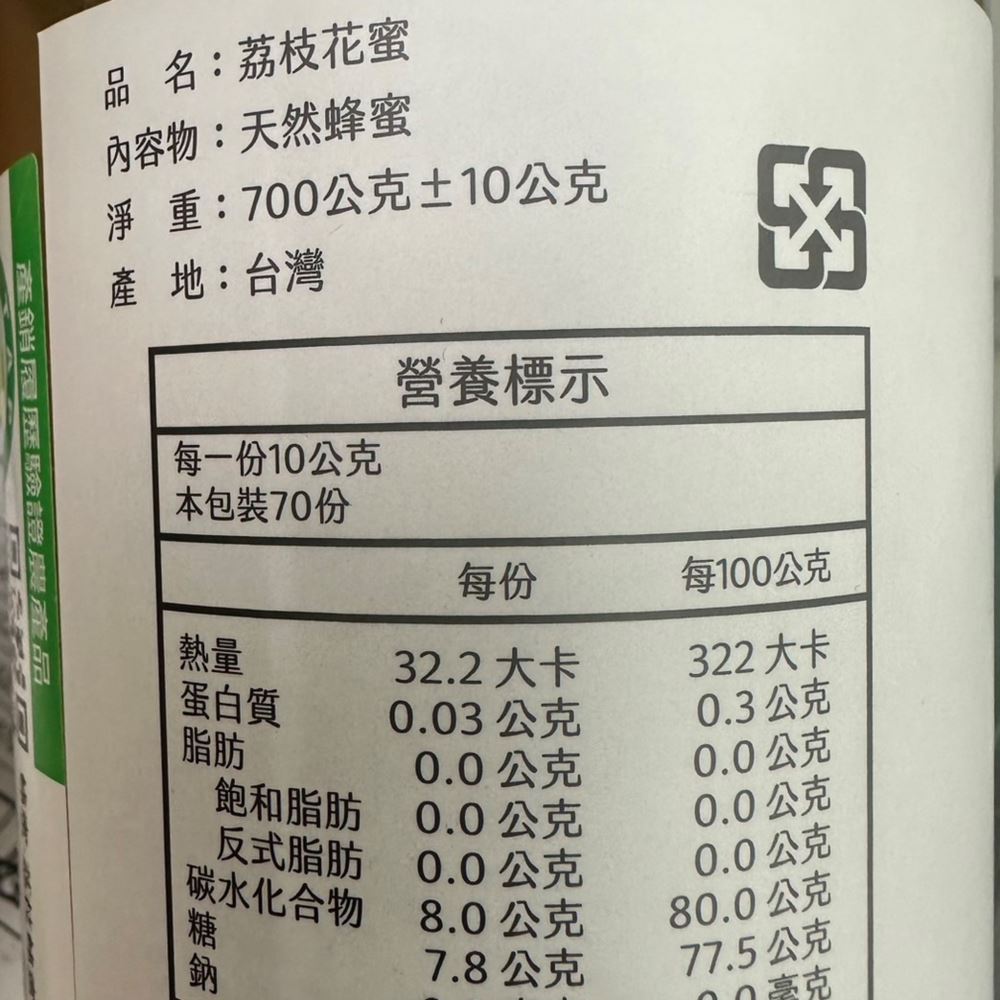 品 名：荔枝花蜜
內容物：天然蜂蜜
淨 重：700公克±10公克
產 地：台灣
營養標示
每一份10公克
本包裝70份
每份 每100公克
熱量 32.2 大卡 322 大卡
蛋白質 0.03 公克 0.3 公克
脂肪 0.0 公克 0.0 公克
飽和脂肪 0.0 公克 0.0 公克
反式脂肪 0.0 公克 0.0 公克
碳水化合物 8.0 公克 80.0 公克
糖 7.8 公克 77.5 公克
鈉 0.0 毫克
產銷履歷驗證農產品